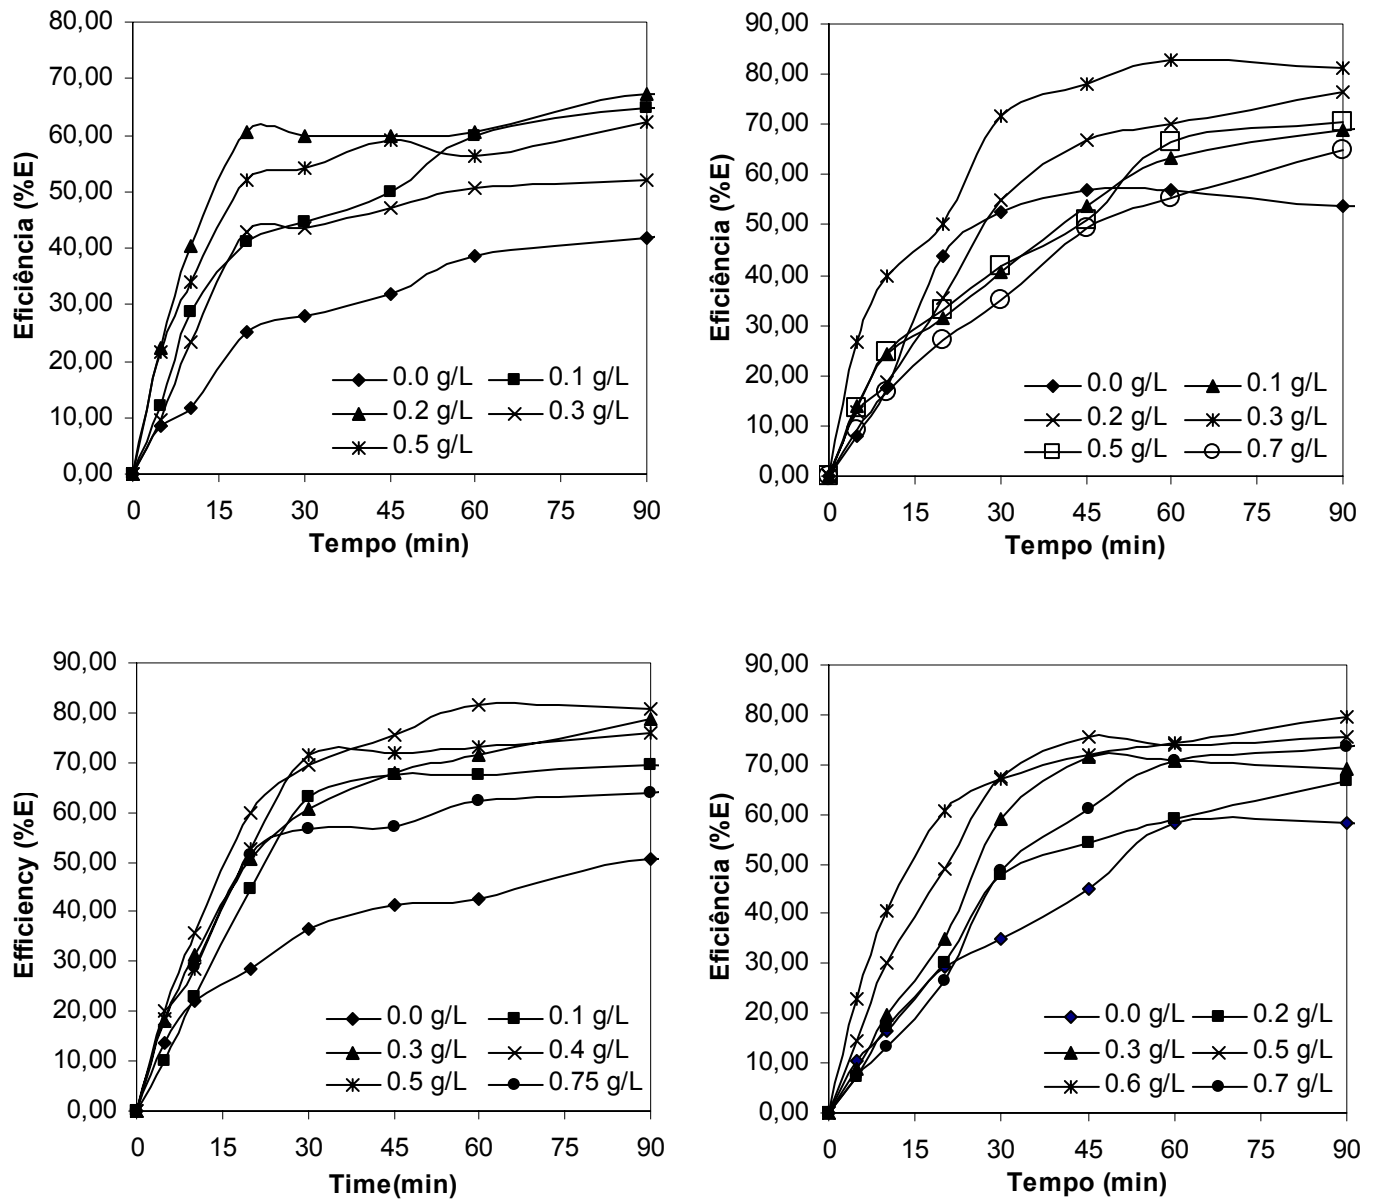 80,00
70,00
60,00
50,00
40,00
30,00
20,00
10,00
0,00
Eficiência (%E)
0.0 g/L 0.1 g/L
0.2 g/L 0.3 g/L
0.5 g/L
0 15 30 45 60 75 90
Tempo (min)
90,00
80,00
70,00
60,00
50,00
40,00
30,00
20,00
10,00
0,00
Eficiência (%E)
0.0 g/L 0.1 g/L
0.2 g/L 0.3 g/L
0.5 g/L 0.7 g/L
0 15 30 45 60 75 90
Tempo (min)
90,00
80,00
70,00
60,00
50,00
40,00
30,00
20,00
10,00
0,00
Efficiency (%E)
0.0 g/L 0.1 g/L
0.3 g/L 0.4 g/L
0.5 g/L 0.75 g/L
0 15 30 45 60 75 90
Time(min)
90,00
80,00
70,00
60,00
50,00
40,00
30,00
20,00
10,00
0,00
Eficiência (%E)
0.0 g/L 0.2 g/L
0.3 g/L 0.5 g/L
0.6 g/L 0.7 g/L
0 15 30 45 60 75 90
Tempo (min)